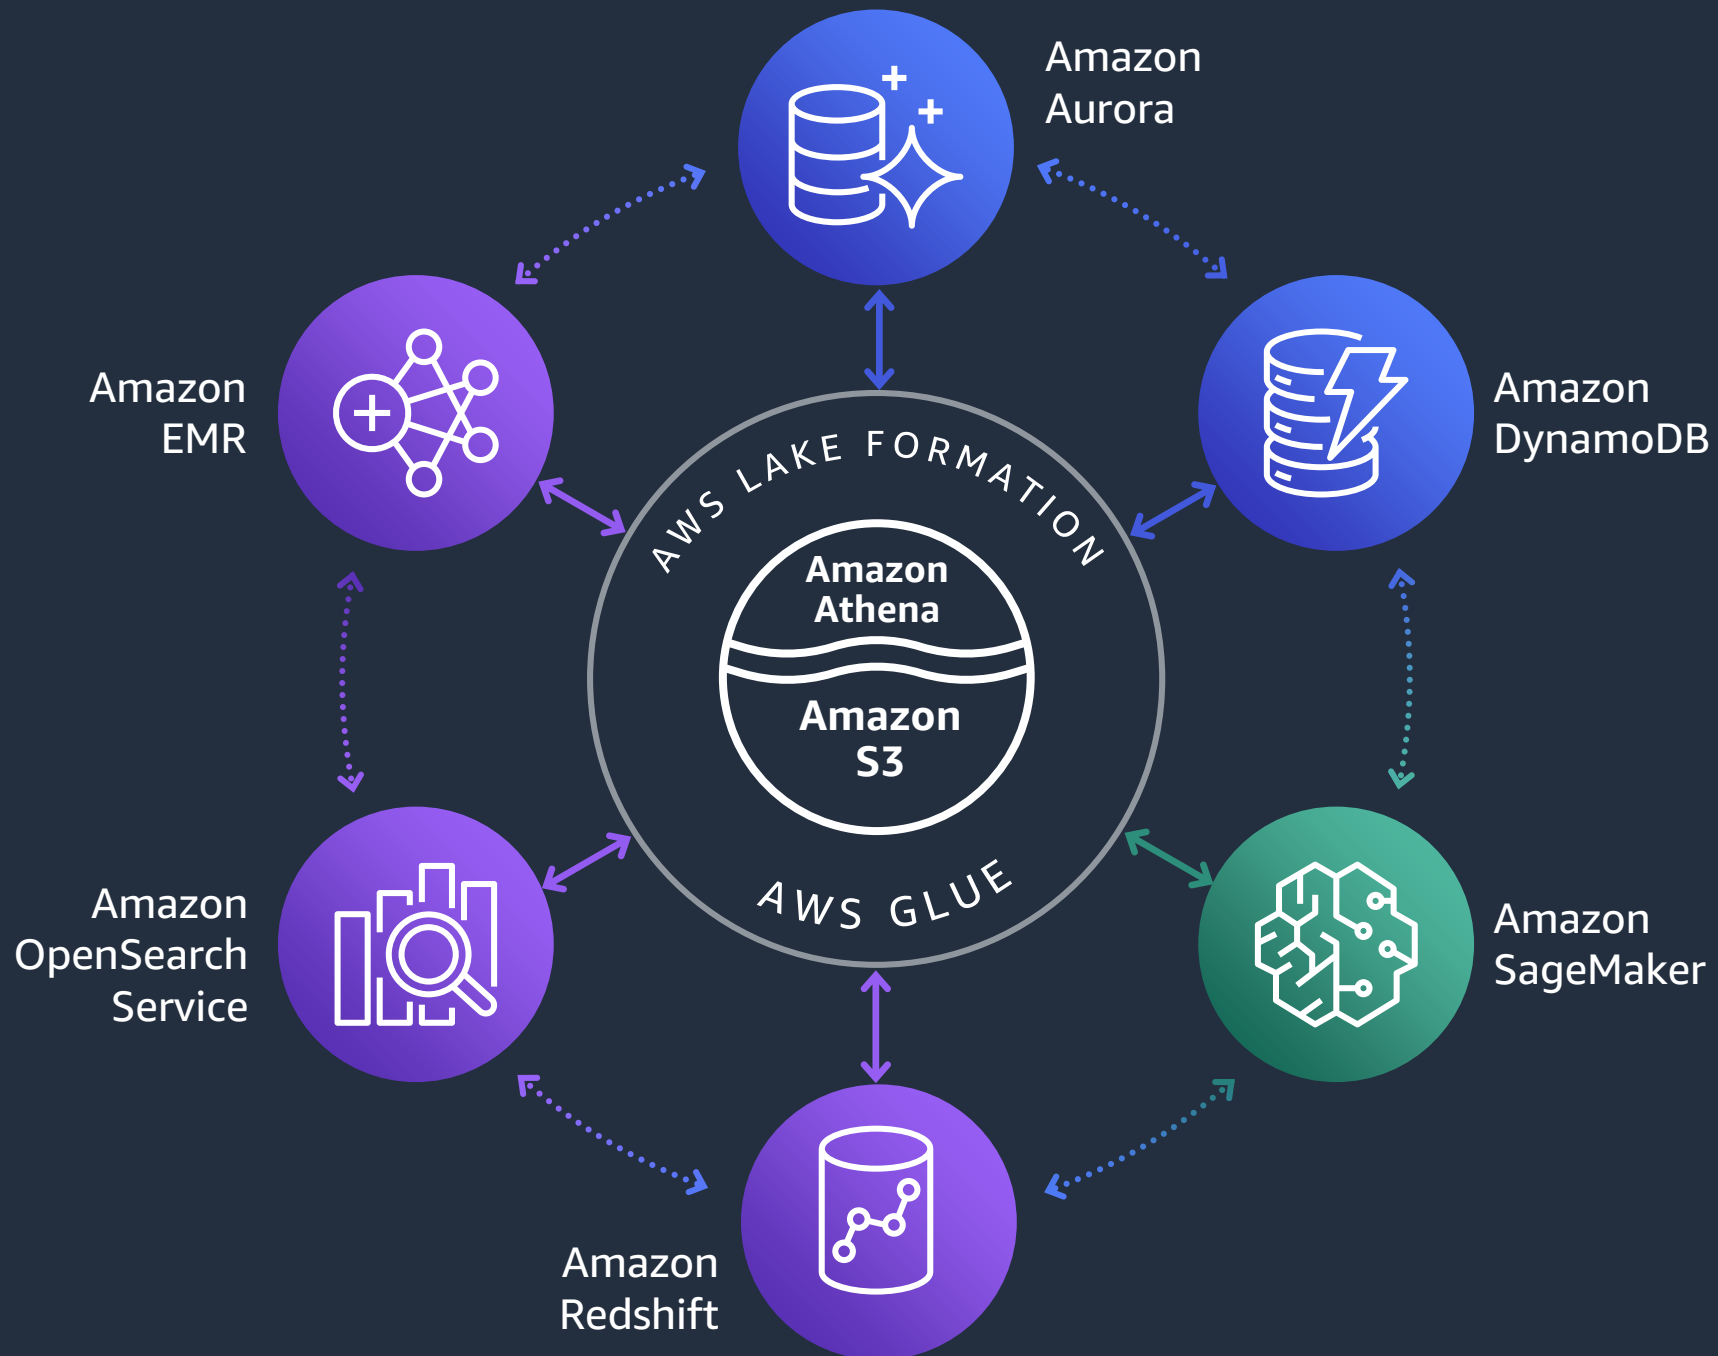 Amazon
Aurora
Amazon
EMR
Amazon
DynamoDB
AWS LAKE FORMATION
Amazon
Athena
Amazon
S3
AWS GLUE
Amazon
OpenSearch
Service
Amazon
SageMaker
Amazon
Redshift